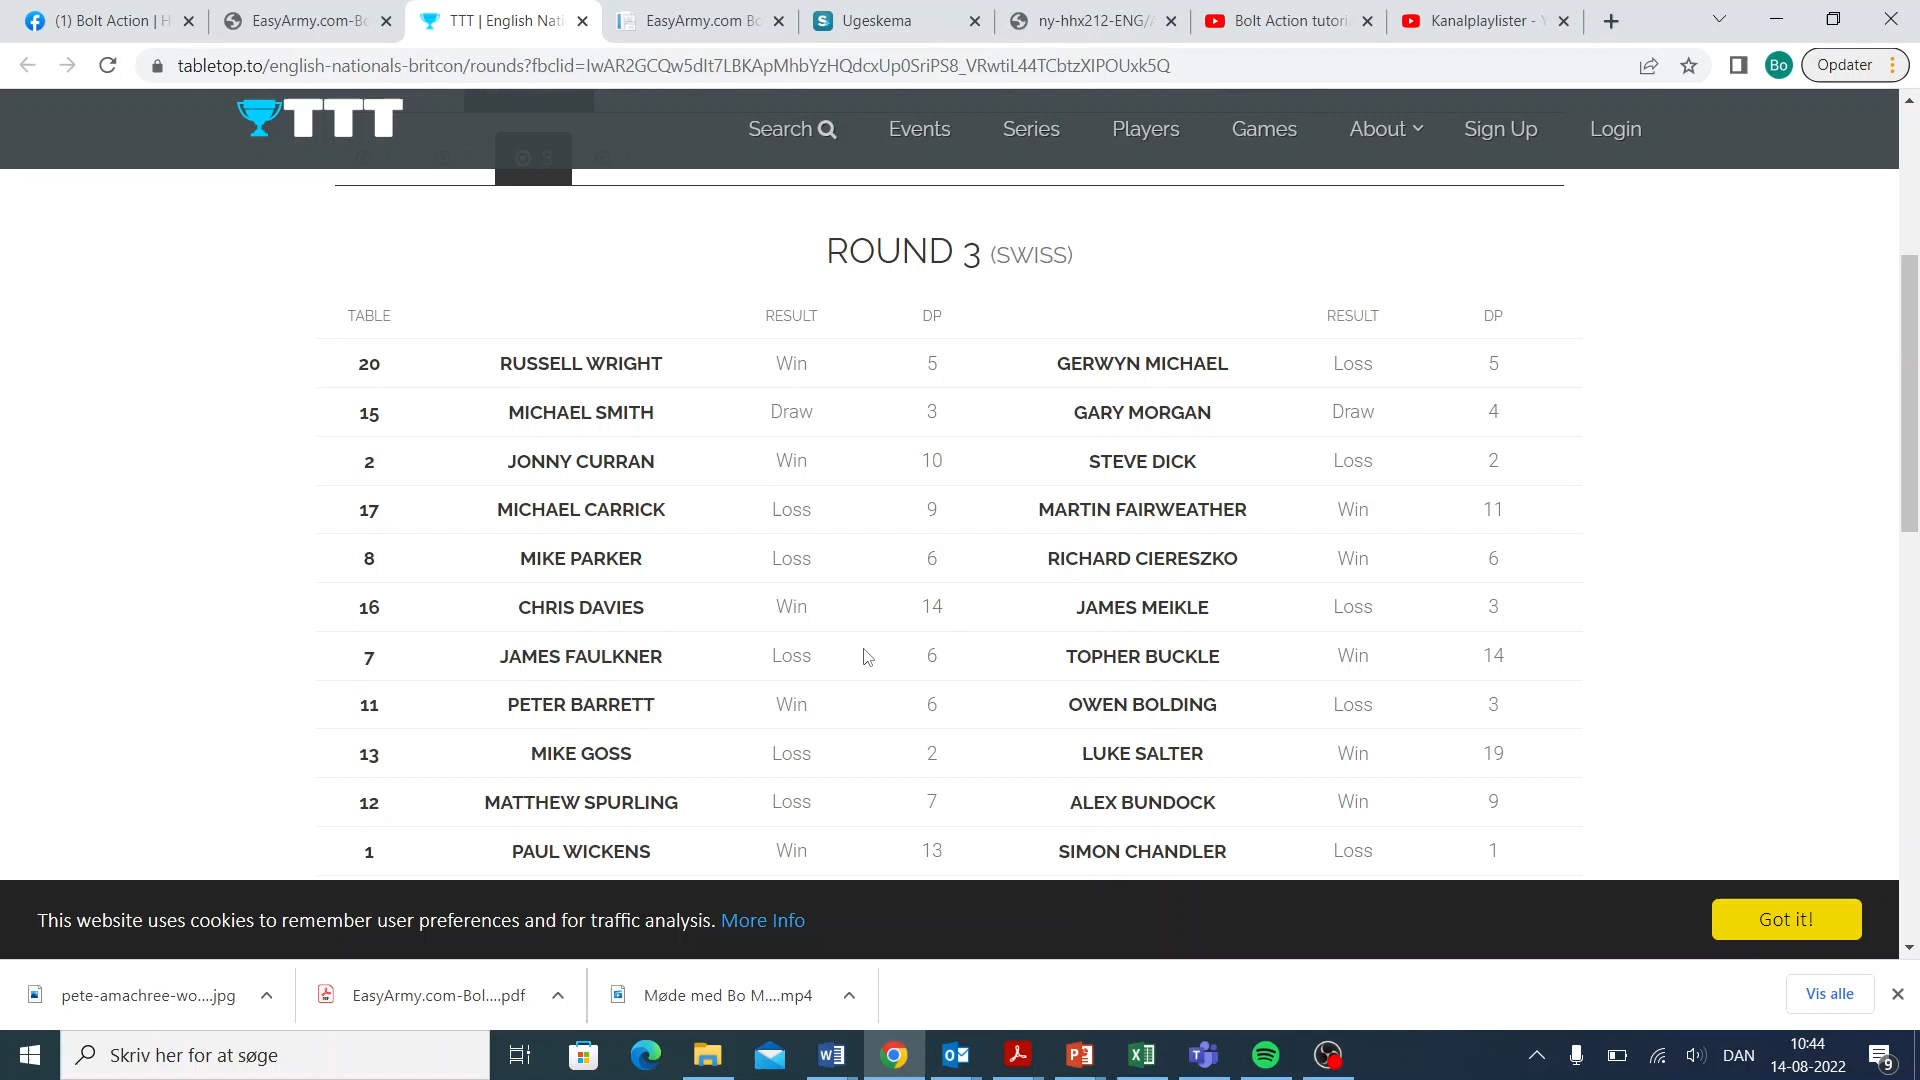 (1) Bolt Action | H
EasyArmy.com-Bo
TTT | English Nati
EasyArmy.com Bo
Ugeskema
ny-hhx212-ENG/A
Bolt Action tutori
Kanalplaylister - Y
tabletop.to/english-nationals-britcon/rounds?fbclid=IwAR2GCQw5dIt7LBKApMhbYzHQdcxUp0SriPS8_VRwtiL44TCbtzXIPOUxk5Q
Bo
Opdater
TTT
Search
Events
Series
Players
Games
About
Sign Up
Login
3
ROUND 3 (SWISS)
TABLE RESULT DP RESULT DP
20 RUSSELL WRIGHT Win 5 GERWYN MICHAEL Loss 5
15 MICHAEL SMITH Draw 3 GARY MORGAN Draw 4
2 JONNY CURRAN Win 10 STEVE DICK Loss 2
17 MICHAEL CARRICK Loss 9 MARTIN FAIRWEATHER Win 11
8 MIKE PARKER Loss 6 RICHARD CIERESZKO Win 6
16 CHRIS DAVIES Win 14 JAMES MEIKLE Loss 3
7 JAMES FAULKNER Loss 6 TOPHER BUCKLE Win 14
11 PETER BARRETT Win 6 OWEN BOLDING Loss 3
13 MIKE GOSS Loss 2 LUKE SALTER Win 19
12 MATTHEW SPURLING Loss 7 ALEX BUNDOCK Win 9
1 PAUL WICKENS Win 13 SIMON CHANDLER Loss 1
This website uses cookies to remember user preferences and for traffic analysis. More Info
Got it!
pete-amachree-wo....jpg
EasyArmy.com-Bol....pdf
Møde med Bo M....mp4
Vis alle
Skriv her for at søge
DAN
10:44
14-08-2022
9